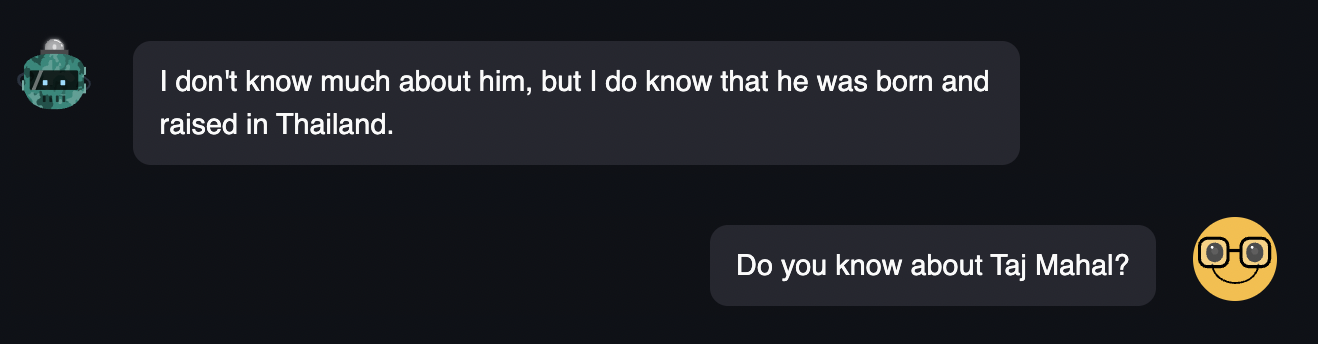 I don't know much about him, but I do know that he was born and
raised in Thailand.
Do you know about Taj Mahal?